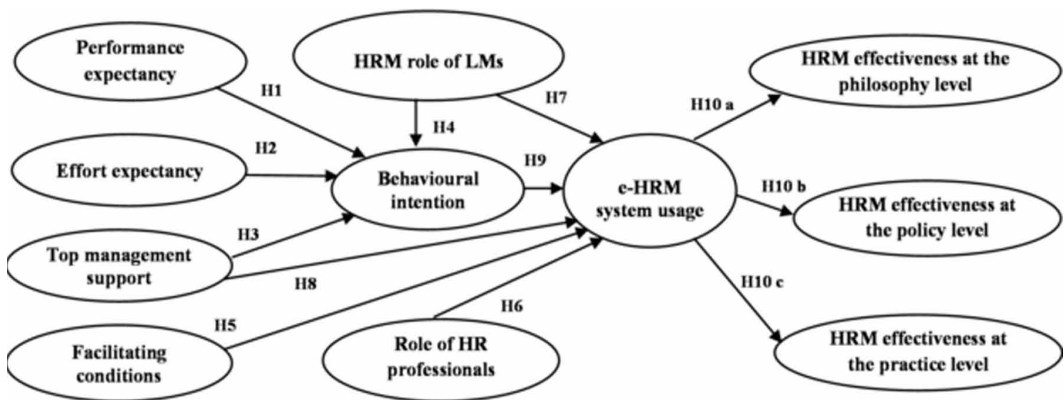 Performance
expectancy
HRM role of LMs
HRM effectiveness at the
philosophy level
H1
H7
H10 a
H4
H2
Effort expectancy
Behavioural
intention
H9
e-HRM
system usage
H10 b
HRM effectiveness at
the policy level
H3
Top management
support
H8
H10 c
H5
H6
Facilitating
conditions
Role of HR
professionals
HRM effectiveness at
the practice level